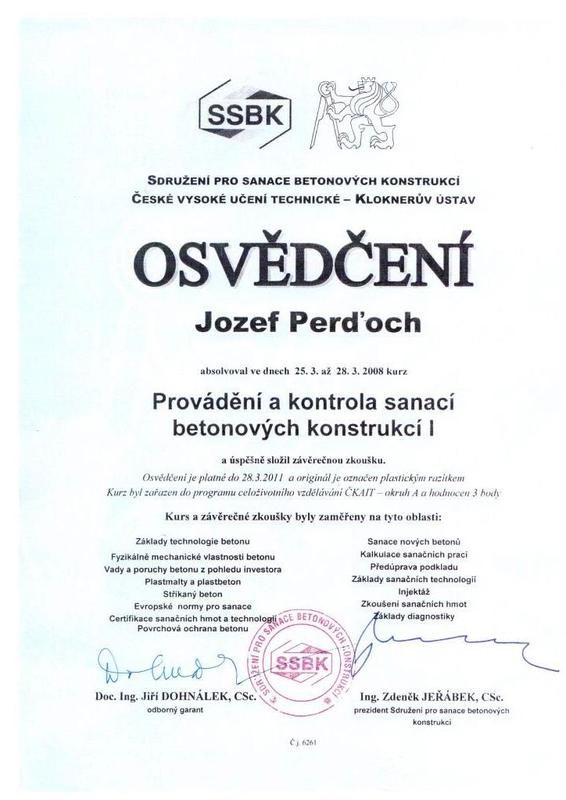 SSBK
SDRUŽENÍ PRO SANACE BETONOVÝCH KONSTRUKCÍ
ČESKÉ VYSOKÉ UČENÍ TECHNICKÉ – KLOKNERŮV ÚSTAV
OSVĚDČENÍ
Jozef Perďoch
absolvoval ve dnech 25. 3. až 28. 3. 2008 kurz
Provádění a kontrola sanací
betonových konstrukcí I
a úspěšně složil závěrečnou zkoušku.
Osvědčení je platné do 28.3.2011 a originál je označen plastickým razítkem
Kurz byl zařazen do programu celoživotního vzdělávání ČKAIT – okruh A a hodnocen 3 body
Kurs a závěrečné zkoušky byly zaměřeny na tyto oblasti:
Základy technologie betonu
Fyzikálně mechanické vlastnosti betonu
Vady a poruchy betonu z pohledu investora
Plastmalty a plastbeton
Stříkaný beton
Evropské normy pro sanace
Certifikace sanačních hmot a technologií
Povrchová ochrana betonu
Sanace nových betonů
Kalkulace sanačních prací
Předúprava podkladu
Základy sanačních technologií
Injektáž
Zkoušení sanačních hmot
Základy diagnostiky
SDRUŽENÍ PRO SANACE BETONOVÝCH KONSTRUKCÍ
SSBK
Doc. Ing. Jiří DOHNÁLEK, CSc.
odborný garant
Ing. Zdeněk JEŘÁBEK, CSc.
prezident Sdružení pro sanace betonových
konstrukcí
Č.j. 6261